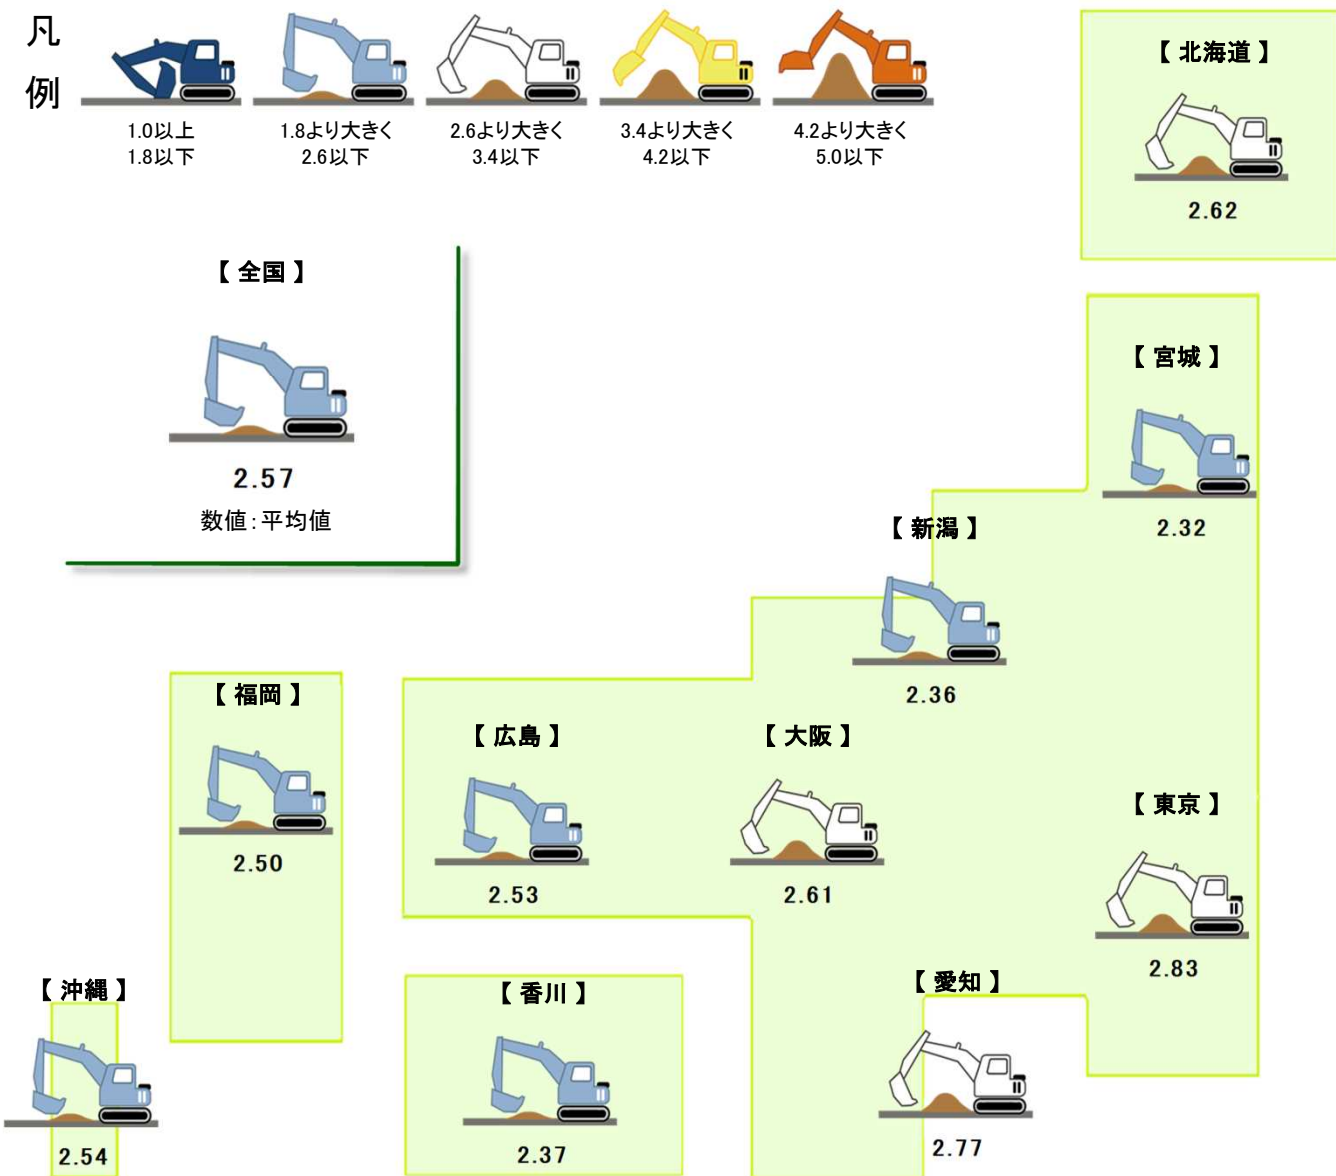 凡
例
1.0以上
1.8以下
1.8より大きく
2.6以下
2.6より大きく
3.4以下
3.4より大きく
4.2以下
4.2より大きく
5.0以下
【 北海道 】
2.62
【 全国 】
2.57
数値:平均値
【 宮城 】
2.32
【 新潟 】
2.36
【 福岡 】
2.50
【 広島 】
2.53
【 大阪 】
2.61
【 東京 】
2.83
【 沖縄 】
2.54
【 香川 】
2.37
【 愛知 】
2.77